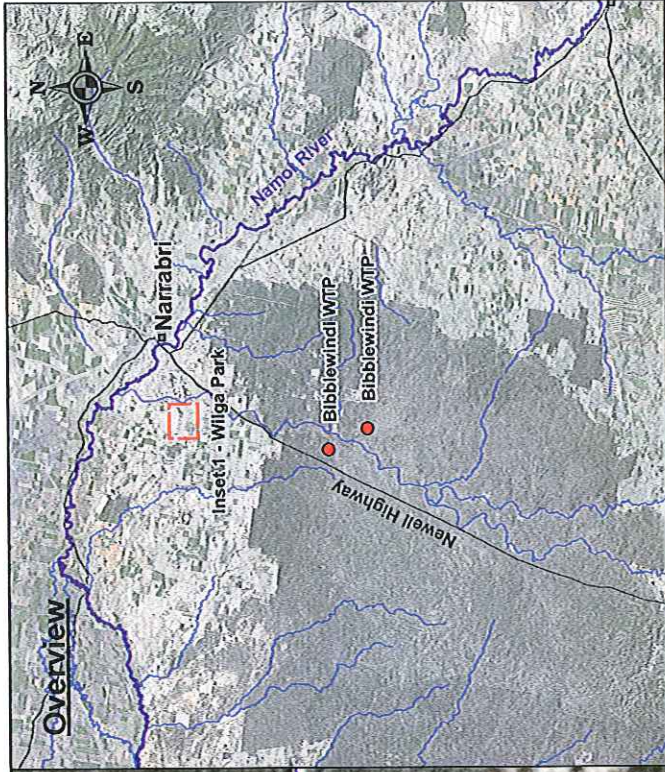 Overview
N
E
W
S
Narrabri
Namoi River
Inset 1 - Wilga Park
Bibblewindi WTP
Bibblewindi WTP
Newell Highway